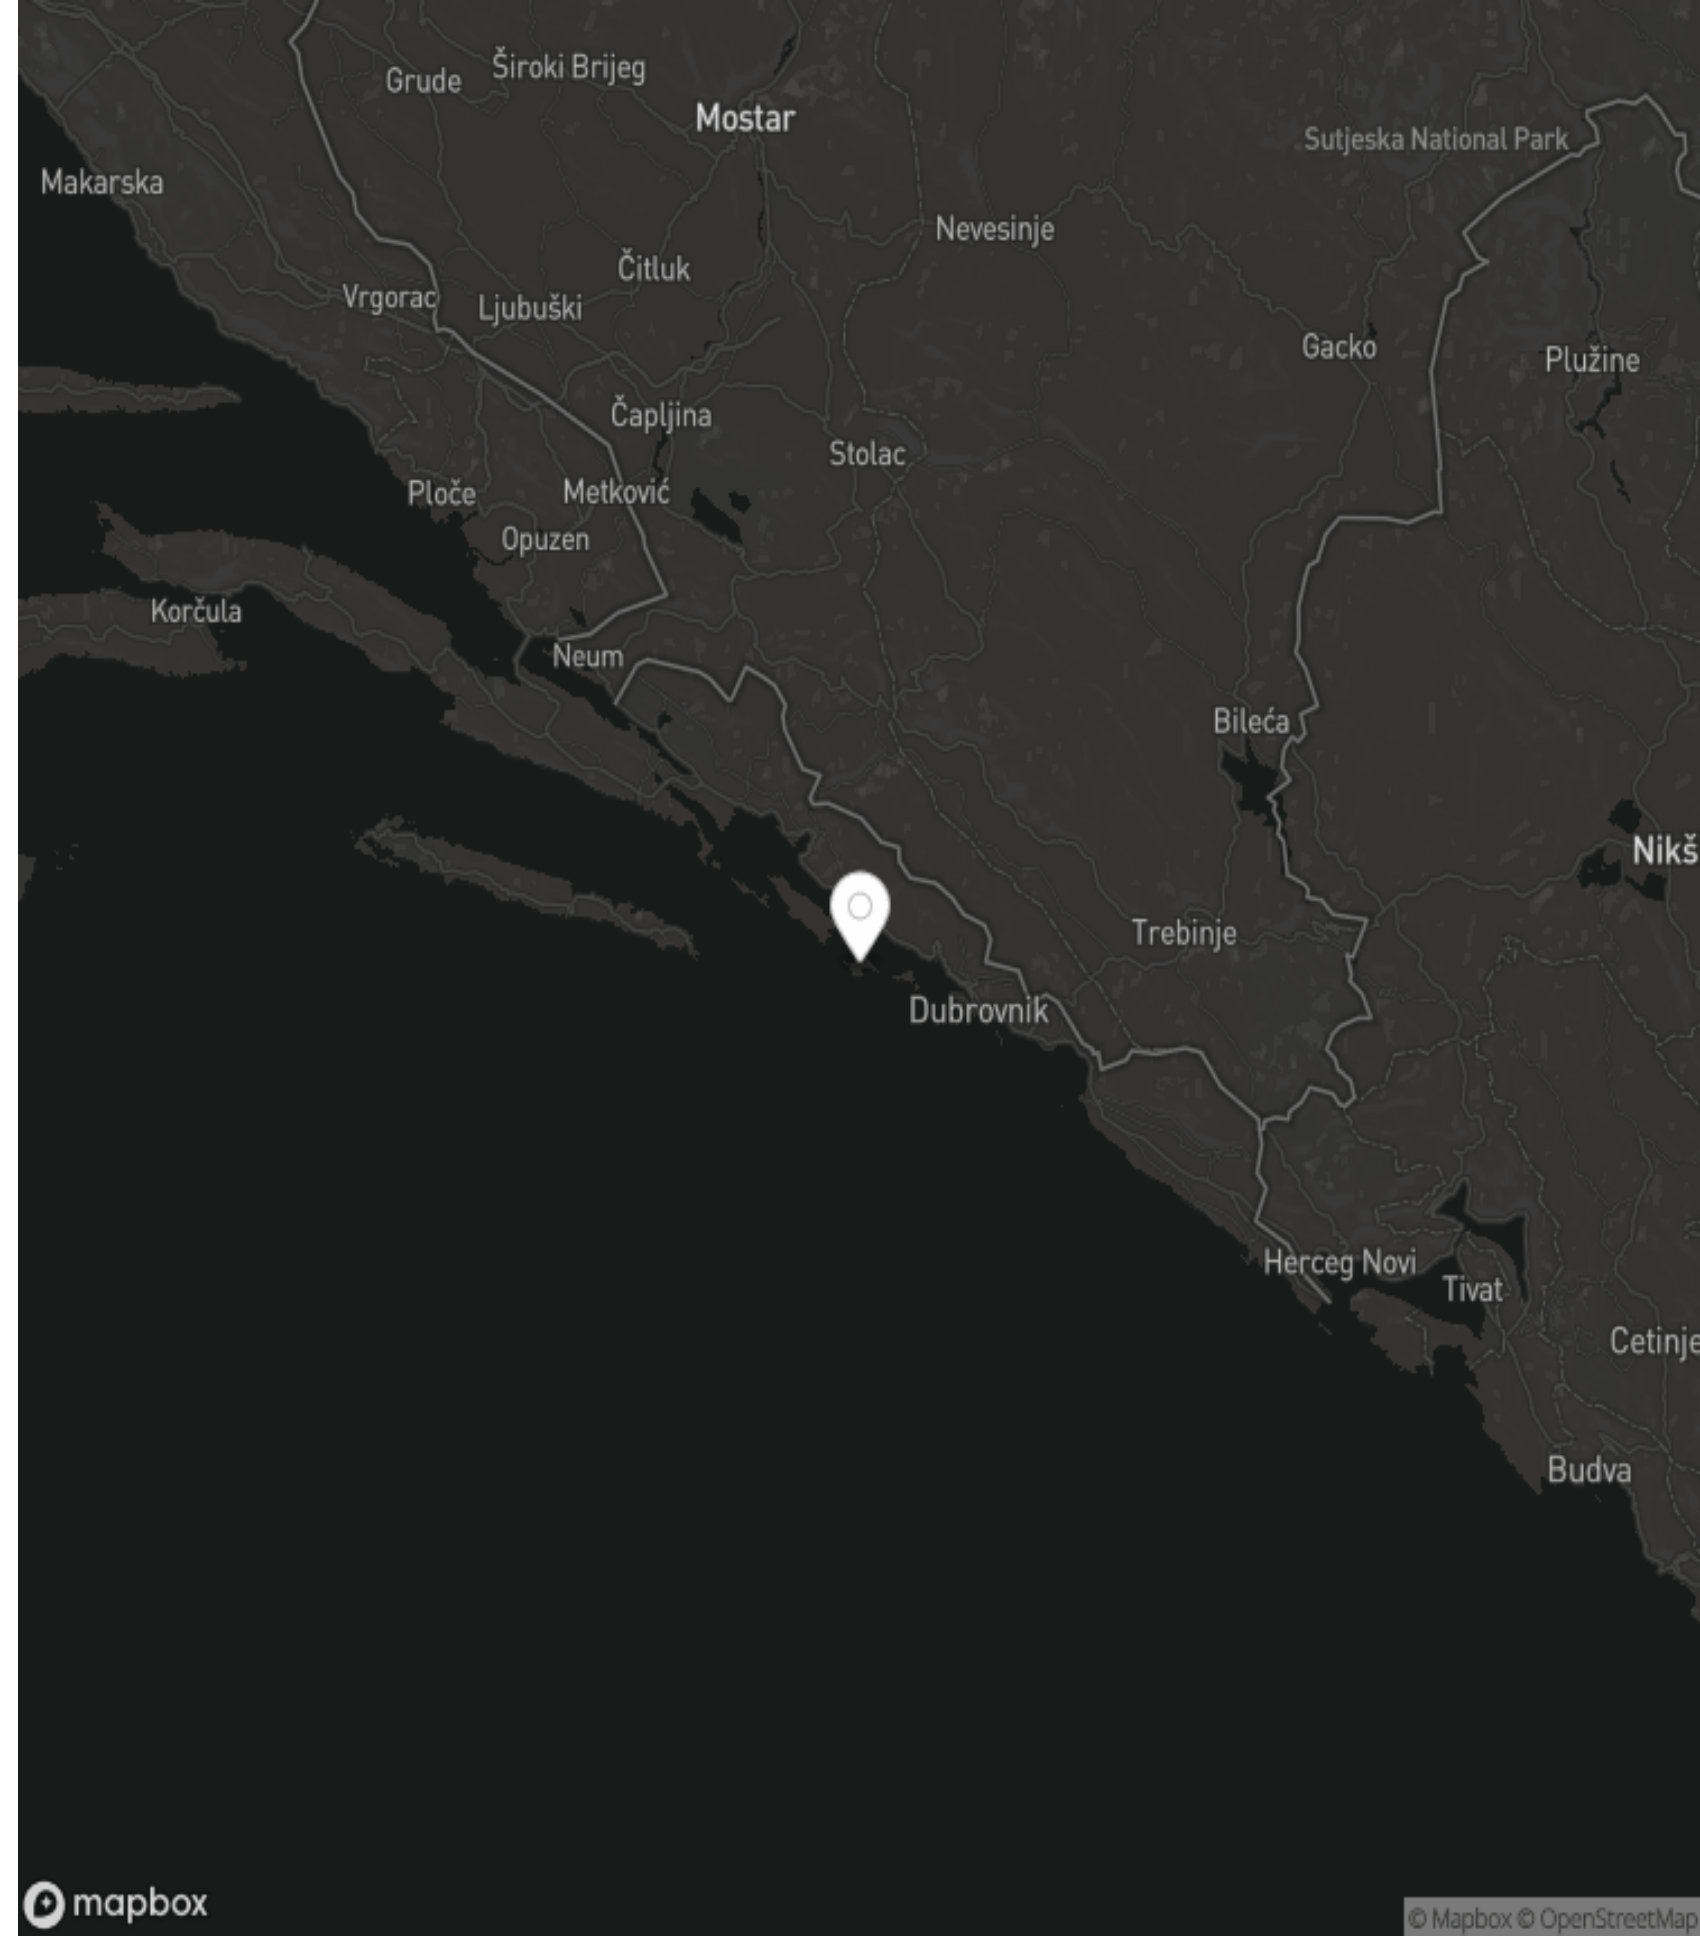 Široki Brijeg
Grude
Mostar
Sutjeska National Park
Makarska
Nevesinje
Čitluk
Vrgorac
Ljubuški
Gacko
Plužine
Čapljina
Stolac
Ploče
Metković
Opuzen
Korčula
Neum
Bileća
Nikš
Trebinje
Dubrovnik
Herceg Novi
Tivat
Cetinje
Budva
mapbox
© Mapbox © OpenStreetMap